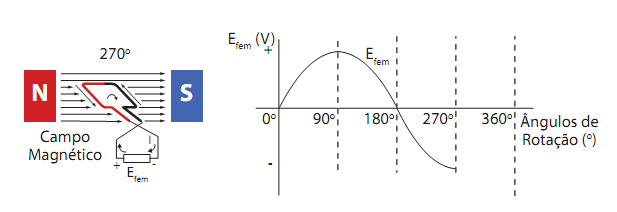 270º
N
S
Campo
Magnético
I
+ -
Efem
Efem (V)
+
Efem
0º 90º 180º 270º 360º
Ângulos de
Rotação (º)
-